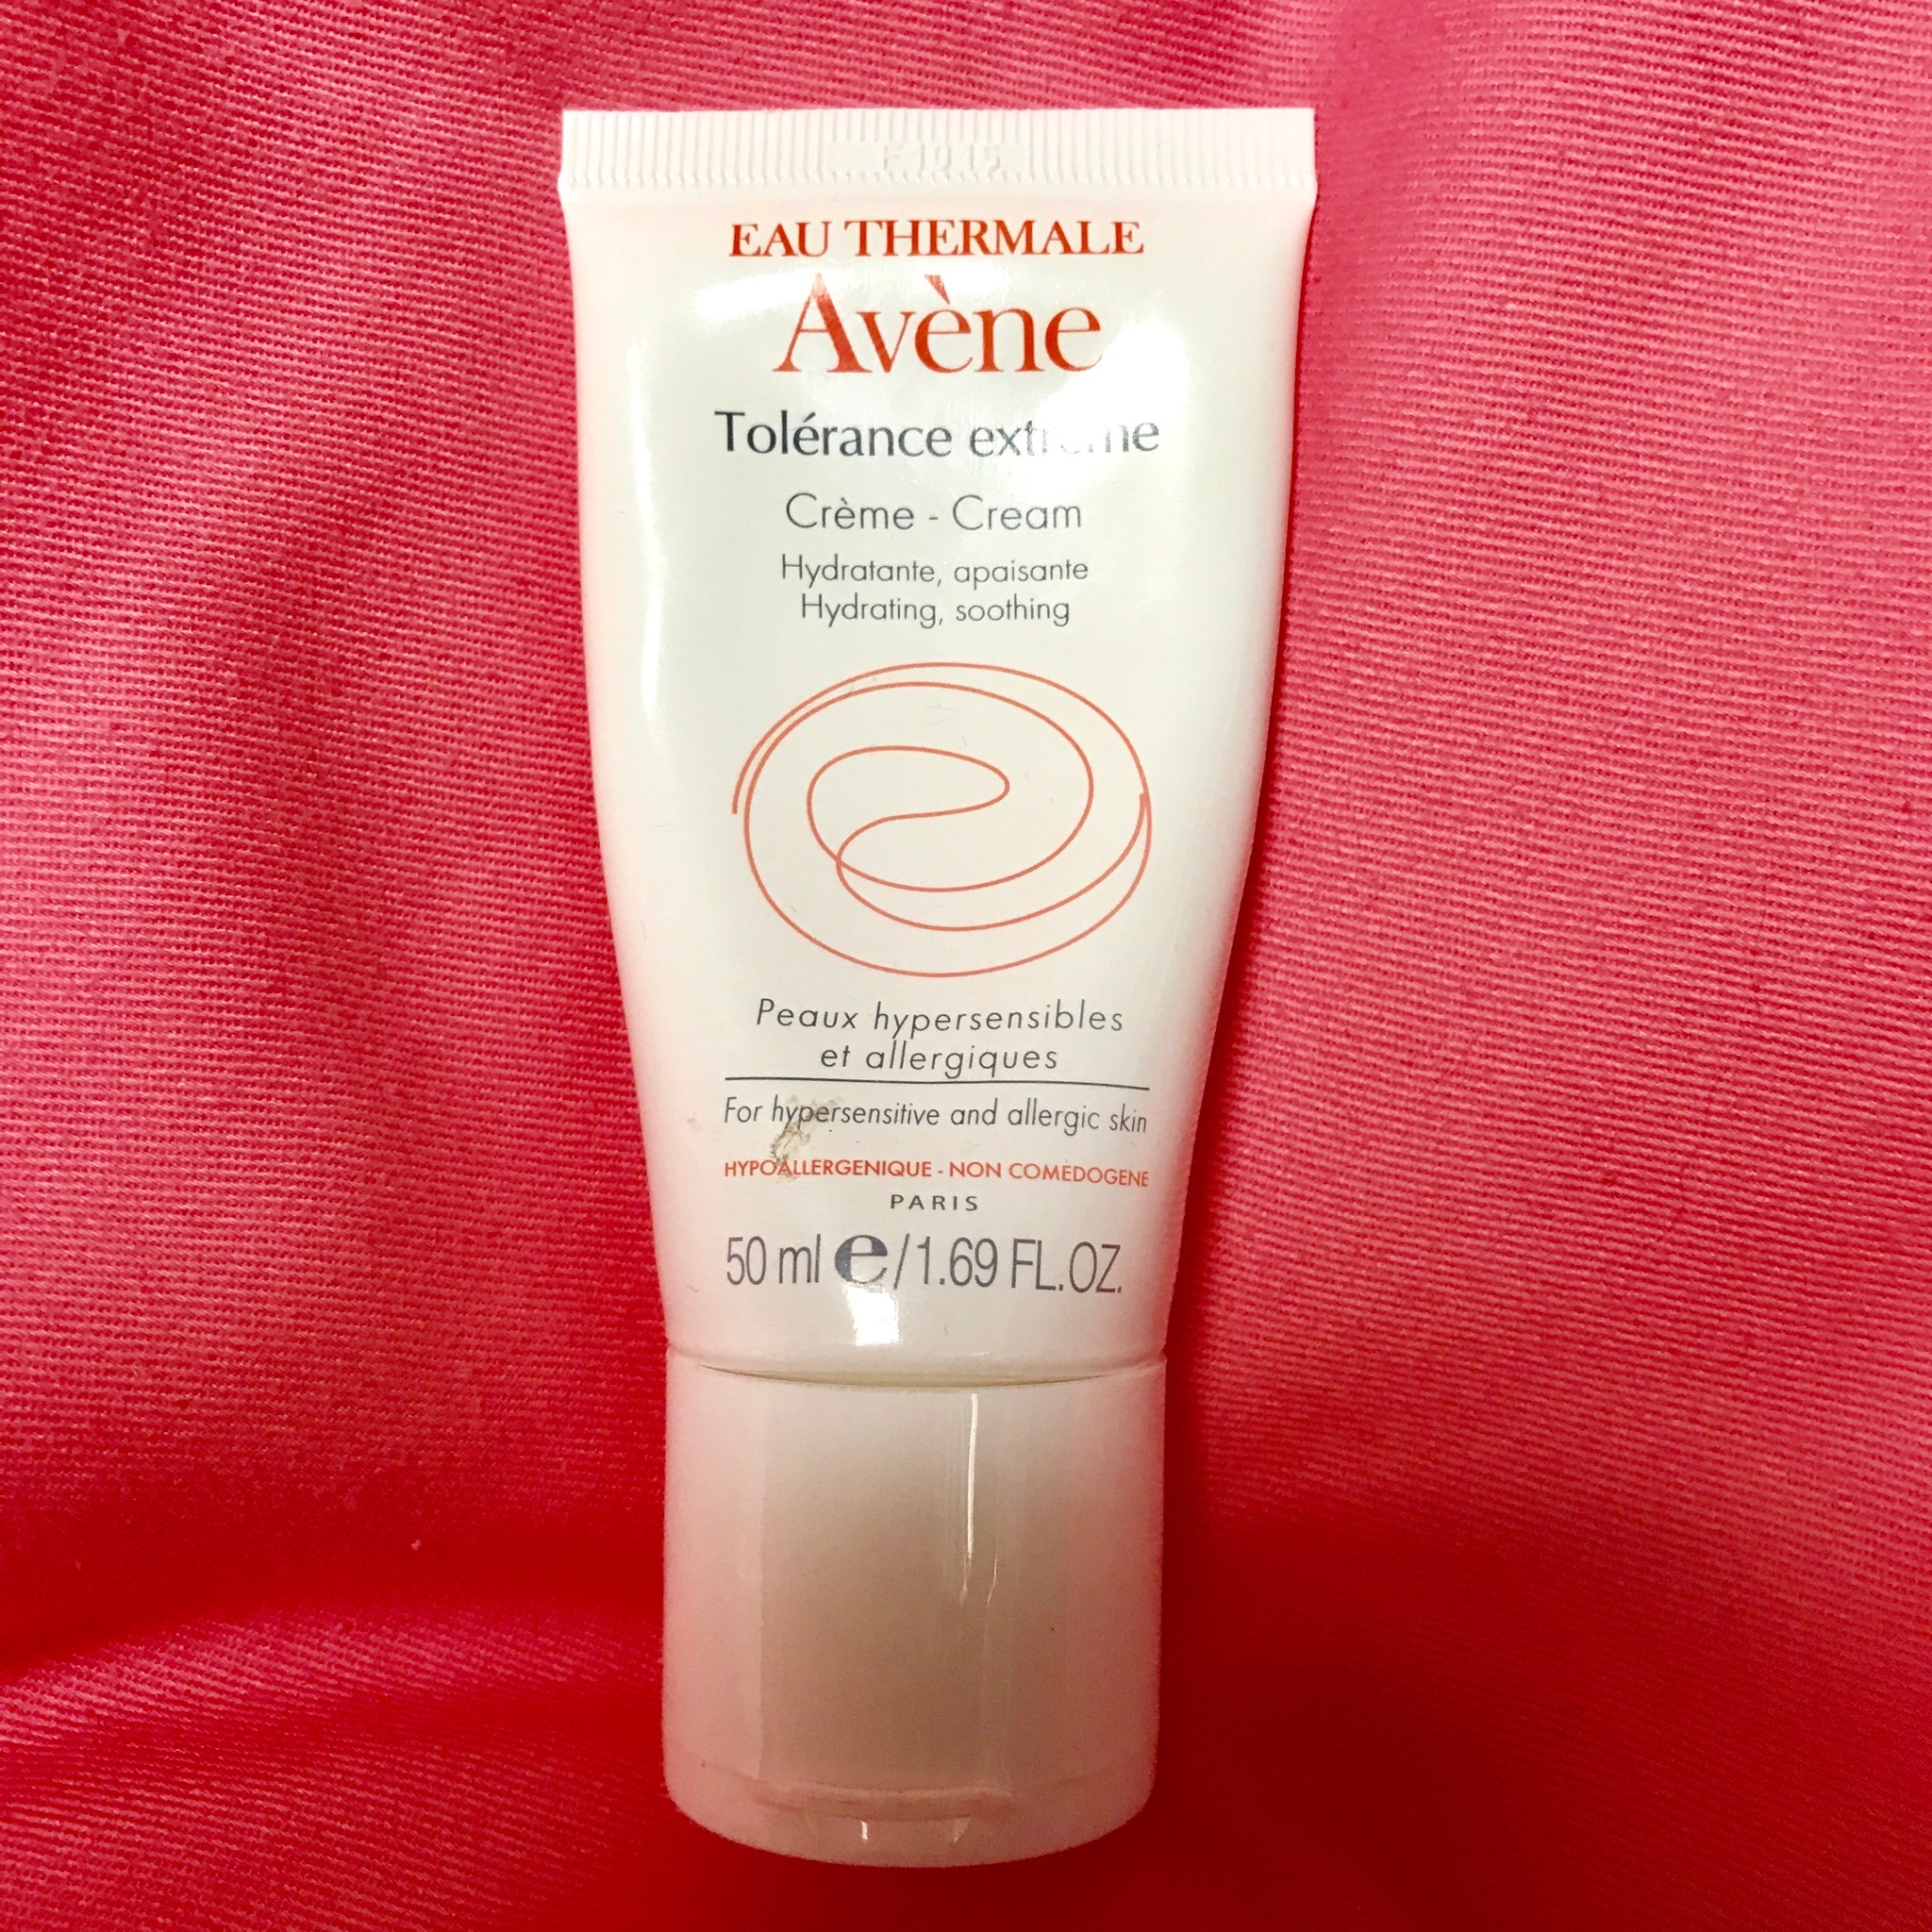 EAU THERMALE
Avène
Tolérance extrême
Crème - Cream
Hydratante, apaisante
Hydrating, soothing
Peaux hypersensibles
et allergiques
For hypersensitive and allergic skin
HYPOALLERGENIQUE - NON COMEDOGENE
PARIS
50 ml e / 1.69 FL.OZ.